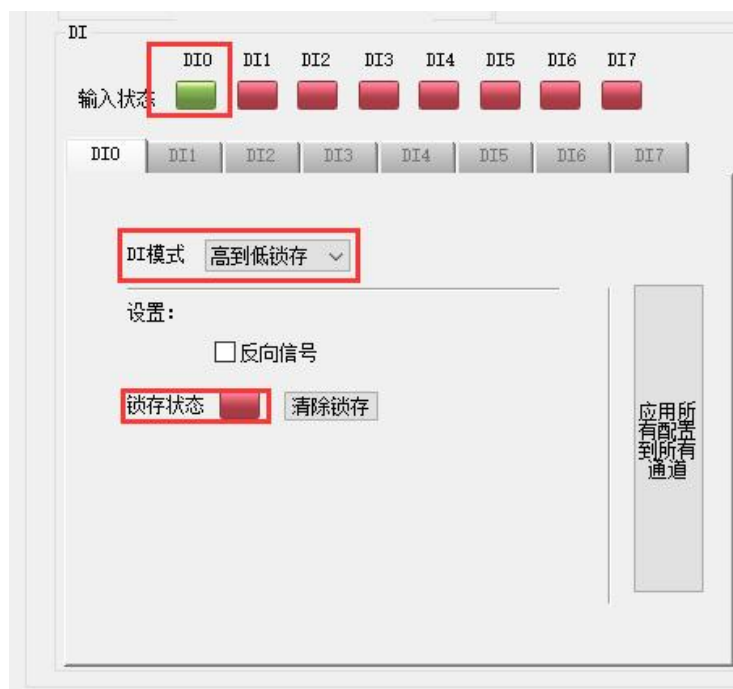 DI
DI0 DI1 DI2 DI3 DI4 DI5 DI6 DI7
输入状态
DI0 DI1 DI2 DI3 DI4 DI5 DI6 DI7
DI模式 高到低锁存
设置：
反向信号
锁存状态 清除锁存
应用所
有配置
到所有
通道